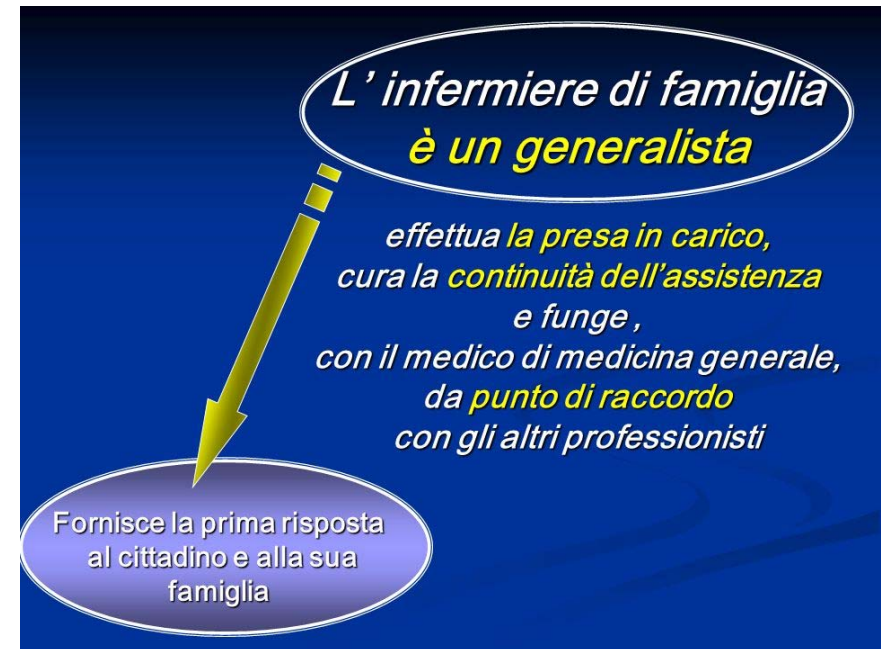 L' infermiere di famiglia
è un generalista
effettua la presa in carico,
cura la continuità dell'assistenza
e funge ,
con il medico di medicina generale,
da punto di raccordo
con gli altri professionisti
Fornisce la prima risposta
al cittadino e alla sua
famiglia